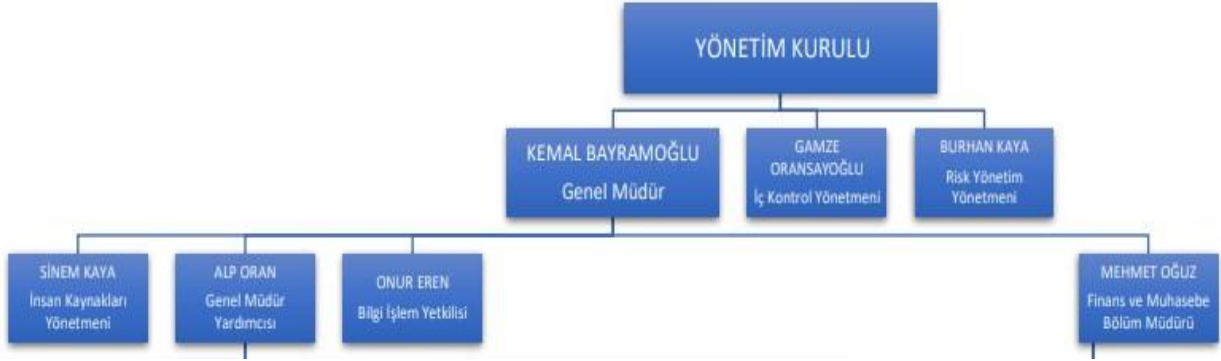 YÖNETİM KURULU
KEMAL BAYRAMOĞLU
Genel Müdür
GAMZE
ORANSAYOĞLU
İç Kontrol Yönetmeni
BURHAN KAYA
Risk Yönetim
Yönetmeni
SİNEM KAYA
İnsan Kaynakları
Yönetmeni
ALP ORAN
Genel Müdür
Yardımcısı
ONUR EREN
Bilgi İşlem Yetkilisi
MEHMET OĞUZ
Finans ve Muhasebe
Bölüm Müdürü